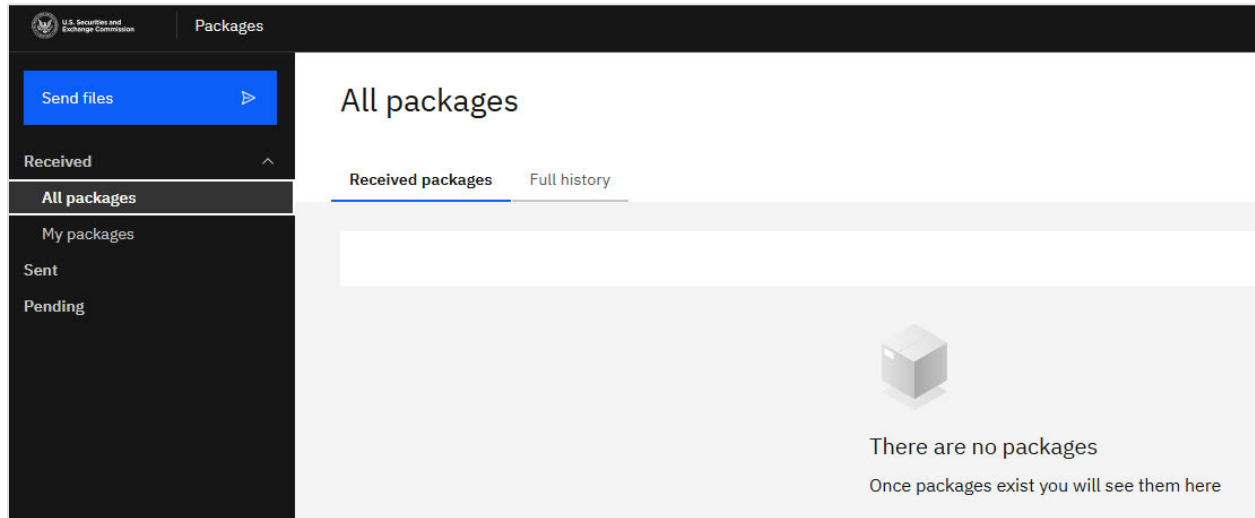 U.S. Securities and
Exchange Commission
Packages
Send files
Received
All packages
My packages
Sent
Pending
All packages
Received packages
Full history
There are no packages
Once packages exist you will see them here